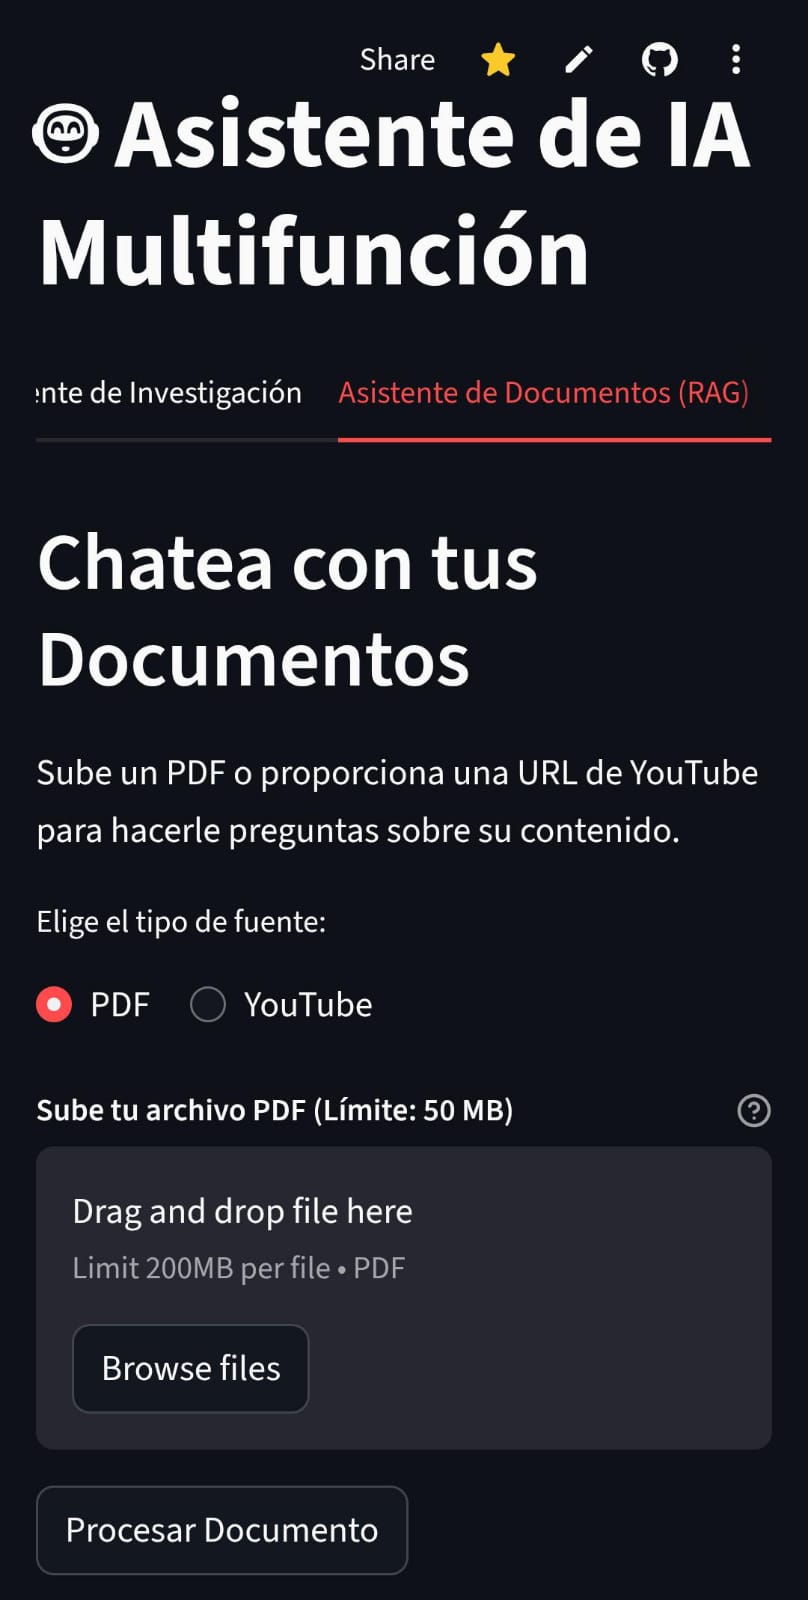 Share
Asistente de IA
Multifunción
ente de Investigación
Asistente de Documentos (RAG)
Chatea con tus
Documentos
Sube un PDF o proporciona una URL de YouTube
para hacerle preguntas sobre su contenido.
Elige el tipo de fuente:
PDF
YouTube
Sube tu archivo PDF (Límite: 50 MB)
Drag and drop file here
Limit 200MB per file • PDF
Browse files
Procesar Documento